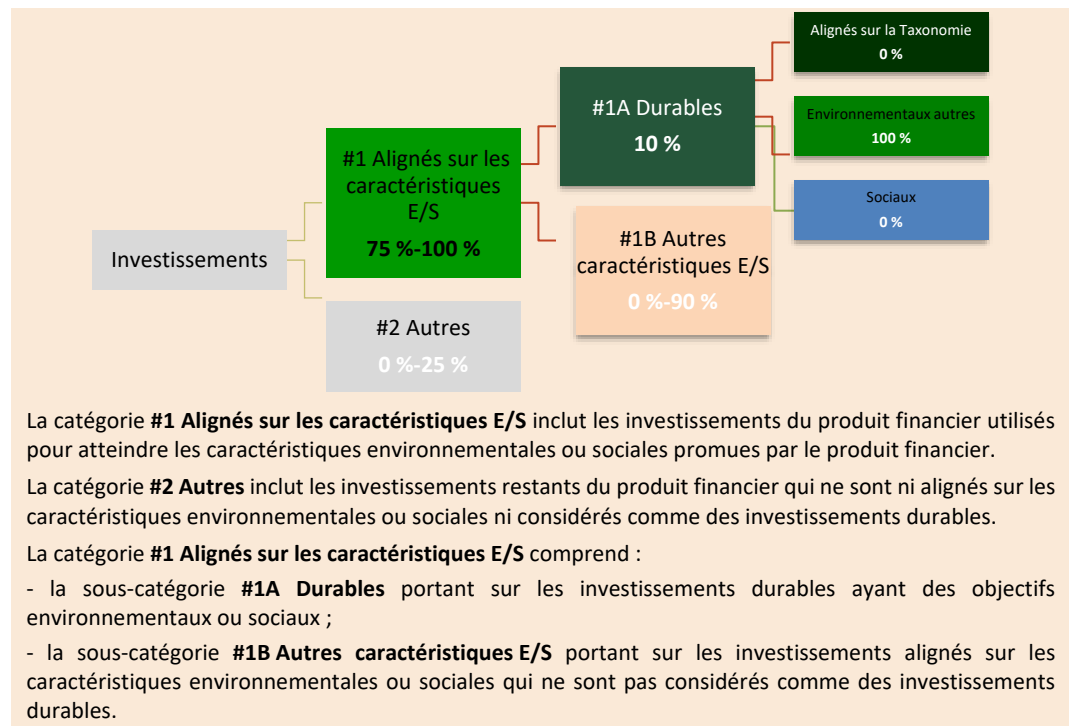 Investissements
#1 Alignés sur les
caractéristiques
E/S
75 %-100 %
#2 Autres
0 %-25 %
#1A Durables
10 %
#1B Autres
caractéristiques E/S
0 %-90 %
Alignés sur la Taxonomie
0 %
Environnementaux autres
100 %
Sociaux
0 %
La catégorie #1 Alignés sur les caractéristiques E/S inclut les investissements du produit financier utilisés
pour atteindre les caractéristiques environnementales ou sociales promues par le produit financier.
La catégorie #2 Autres inclut les investissements restants du produit financier qui ne sont ni alignés sur les
caractéristiques environnementales ou sociales ni considérés comme des investissements durables.
La catégorie #1 Alignés sur les caractéristiques E/S comprend :
- la sous-catégorie #1A Durables portant sur les investissements durables ayant des objectifs
environnementaux ou sociaux ;
- la sous-catégorie #1B Autres caractéristiques E/S portant sur les investissements alignés sur les
caractéristiques environnementales ou sociales qui ne sont pas considérés comme des investissements
durables.